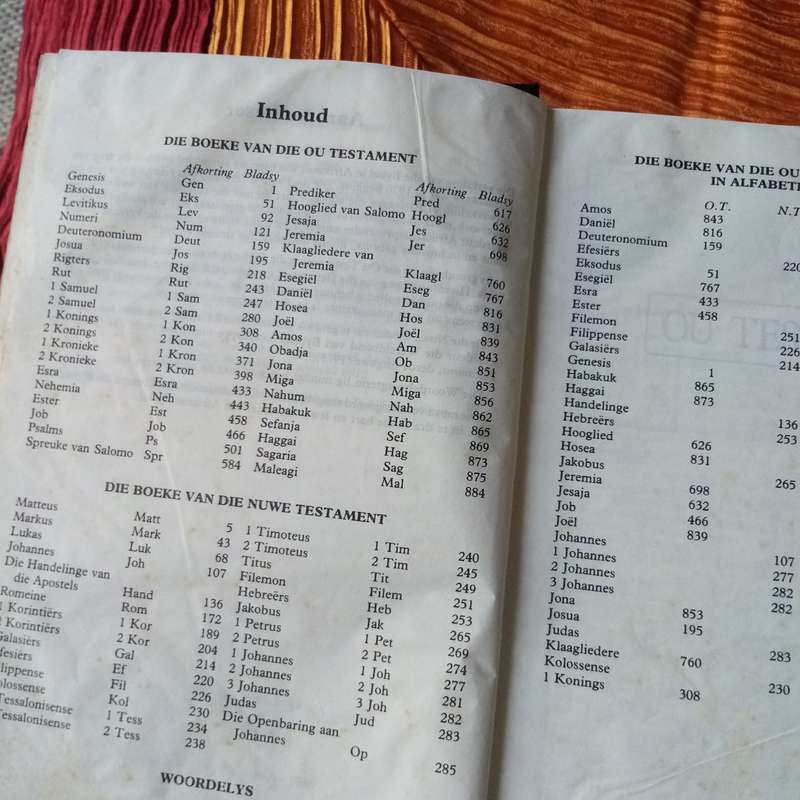 Inhoud
DIE BOEKE VAN DIE OU TESTAMENT
Afkorting Bladsy
Genesis Gen 1
Eksodus Eks 51
Levitikus Lev 92
Numeri Num 121
Deuteronomium Deut 159
Josua Jos 195
Rigters Rig 218
Rut Rut 243
1 Samuel 1 Sam 247
2 Samuel 2 Sam 280
1 Konings 1 Kon 308
2 Konings 2 Kon 340
1 Kronieke 1 Kron 371
2 Kronieke 2 Kron 398
Esra Esra 433
Nehemia Neh 443
Ester Est 458
Job Job 466
Psalms Ps 501
Spreuke van Salomo Spr 584
Afkorting Bladsy
Prediker Pred 617
Hooglied van Salomo Hoogl 626
Jesaja Jes 632
Jeremia Jer 698
Klaagliedere van
Jeremia Klaagl 760
Esegiël Eseg 767
Daniël Dan 816
Hosea Hos 831
Joël Joël 839
Amos Am 843
Obadja Ob 851
Jona Jona 853
Miga Miga 856
Nahum Nah 862
Habakuk Hab 865
Sefanja Sef 869
Haggai Hag 873
Sagaria Sag 875
Maleagi Mal 884
DIE BOEKE VAN DIE NUWE TESTAMENT
Matteus Matt 5
Markus Mark 43
Lukas Luk 68
Johannes Joh 107
Die Handelinge van
die Apostels Hand 136
Romeine Rom 172
1 Korintiërs 1 Kor 189
2 Korintiërs 2 Kor 204
Galasiërs Gal 214
Efesiërs Ef 220
Filippense Fil 226
Kolossense Kol 230
Tessalonisense 1 Tess 234
Tessalonisense 2 Tess 238
1 Timoteus 1 Tim 240
2 Timoteus 2 Tim 245
Titus Tit 249
Filemon Filem 251
Hebreërs Heb 253
Jakobus Jak 265
1 Petrus 1 Pet 269
2 Petrus 2 Pet 274
1 Johannes 1 Joh 277
2 Johannes 2 Joh 281
3 Johannes 3 Joh 282
Judas Jud 283
Die Openbaring aan
Johannes Op 285
WOORDELYS
DIE BOEKE VAN DIE OU
IN ALFABETI
O.T. N.T
Amos 843
Daniël 816
Deuteronomium 159
Efesiërs 220
Eksodus 51
Esegiël 767
Esra 433
Ester 458
Filemon 251
Filippense 226
Galasiërs 214
Genesis 1
Habakuk 865
Haggai 873
Handelinge 136
Hebreërs 253
Hooglied 626
Hosea 831
Jakobus 265
Jeremia 698
Jesaja 632
Job 466
Joël 839
Johannes 107
1 Johannes 277
2 Johannes 282
3 Johannes 282
Jona 853
Josua 195
Judas 283
Klaagliedere 760
Kolossense 230
1 Konings 308